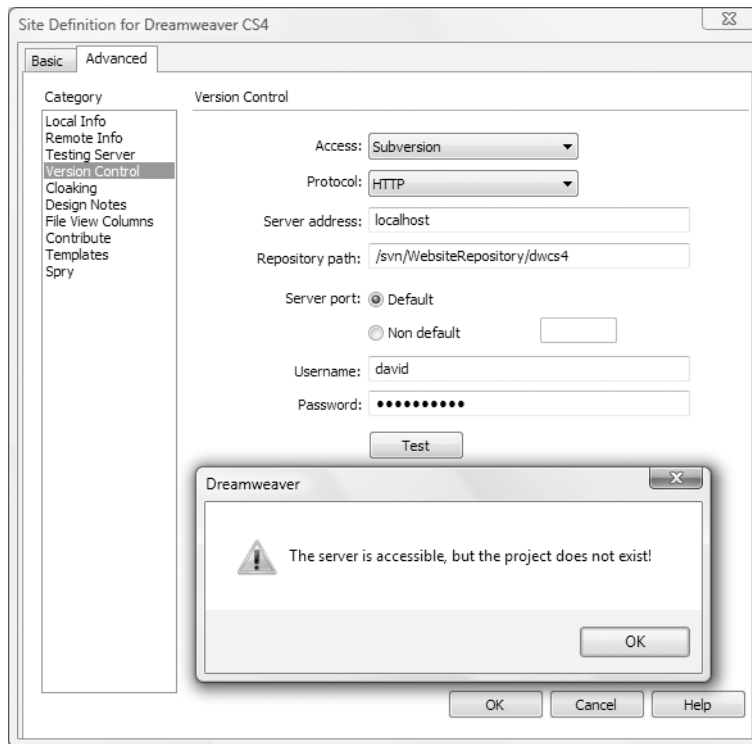 Site Definition for Dreamweaver CS4
Basic Advanced
Category
Local Info
Remote Info
Testing Server
Version Control
Cloaking
Design Notes
File View Columns
Contribute
Templates
Spry
Version Control
Access: Subversion
Protocol: HTTP
Server address: localhost
Repository path: /svn/WebsiteRepository/dwcs4
Server port: Default
Non default
Username: david
Password: ••••••••••
Test
Dreamweaver
The server is accessible, but the project does not exist!
OK
OK Cancel Help